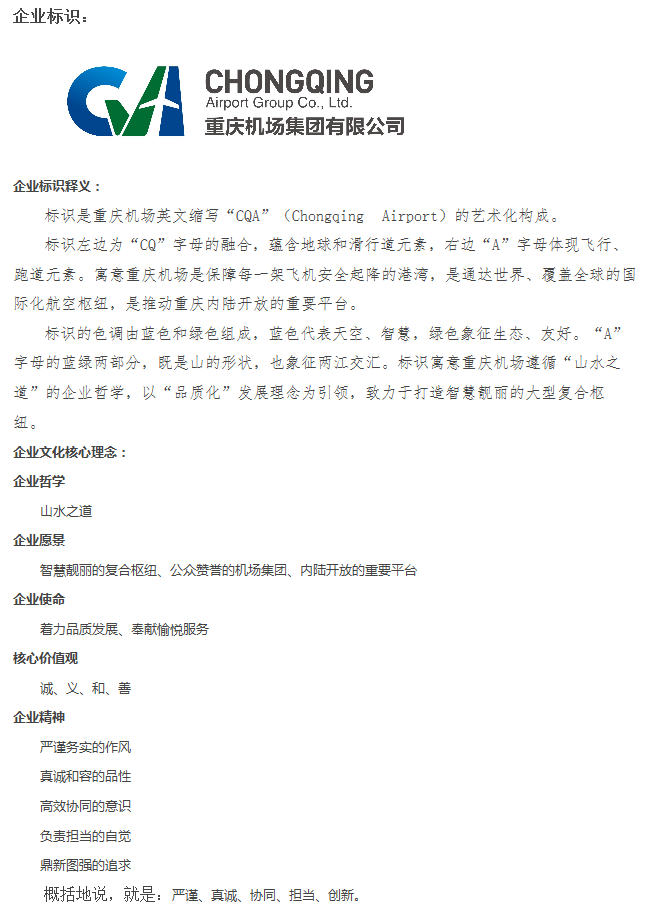 企业标识：
CQA
CHONGQING
Airport Group Co., Ltd.
重庆机场集团有限公司
企业标识释义：
标识是重庆机场英文缩写“CQA”（Chongqing Airport）的艺术化构成。
标识左边为“CQ”字母的融合，蕴含地球和滑行道元素，右边“A”字母体现飞行、
跑道元素。寓意重庆机场是保障每一架飞机安全起降的港湾，是通达世界、覆盖全球的国
际化航空枢纽，是推动重庆内陆开放的重要平台。
标识的色调由蓝色和绿色组成，蓝色代表天空、智慧，绿色象征生态、友好。“A”
字母的蓝绿两部分，既是山的形状，也象征两江交汇。标识寓意重庆机场遵循“山水之
道”的企业哲学，以“品质化”发展理念为引领，致力于打造智慧靓丽的大型复合枢
纽。
企业文化核心理念：
企业哲学
山水之道
企业愿景
智慧靓丽的复合枢纽、公众赞誉的机场集团、内陆开放的重要平台
企业使命
着力品质发展、奉献愉悦服务
核心价值观
诚、义、和、善
企业精神
严谨务实的作风
真诚和容的品性
高效协同的意识
负责担当的自觉
鼎新图强的追求
概括地说，就是：严谨、真诚、协同、担当、创新。